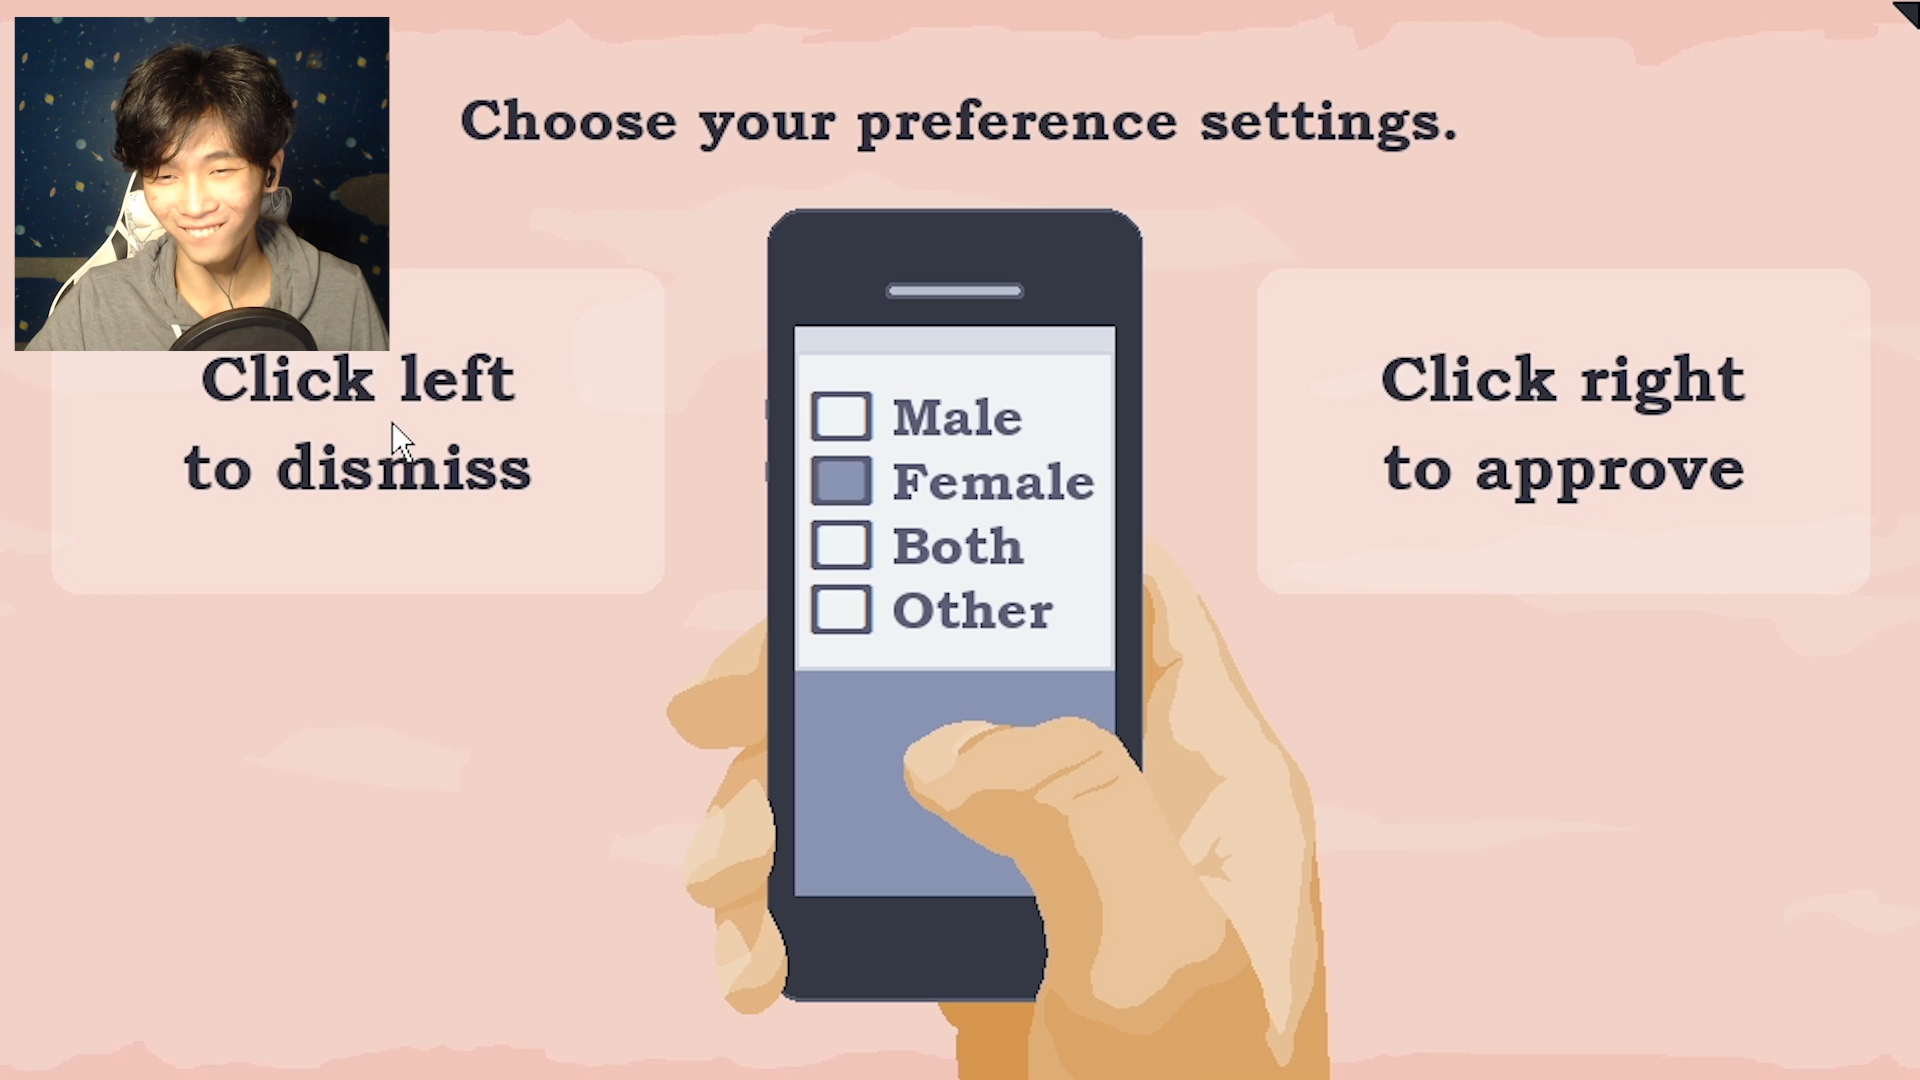 Choose your preference settings.
Click left
to dismiss
Male
Female
Both
Other
Click right
to approve